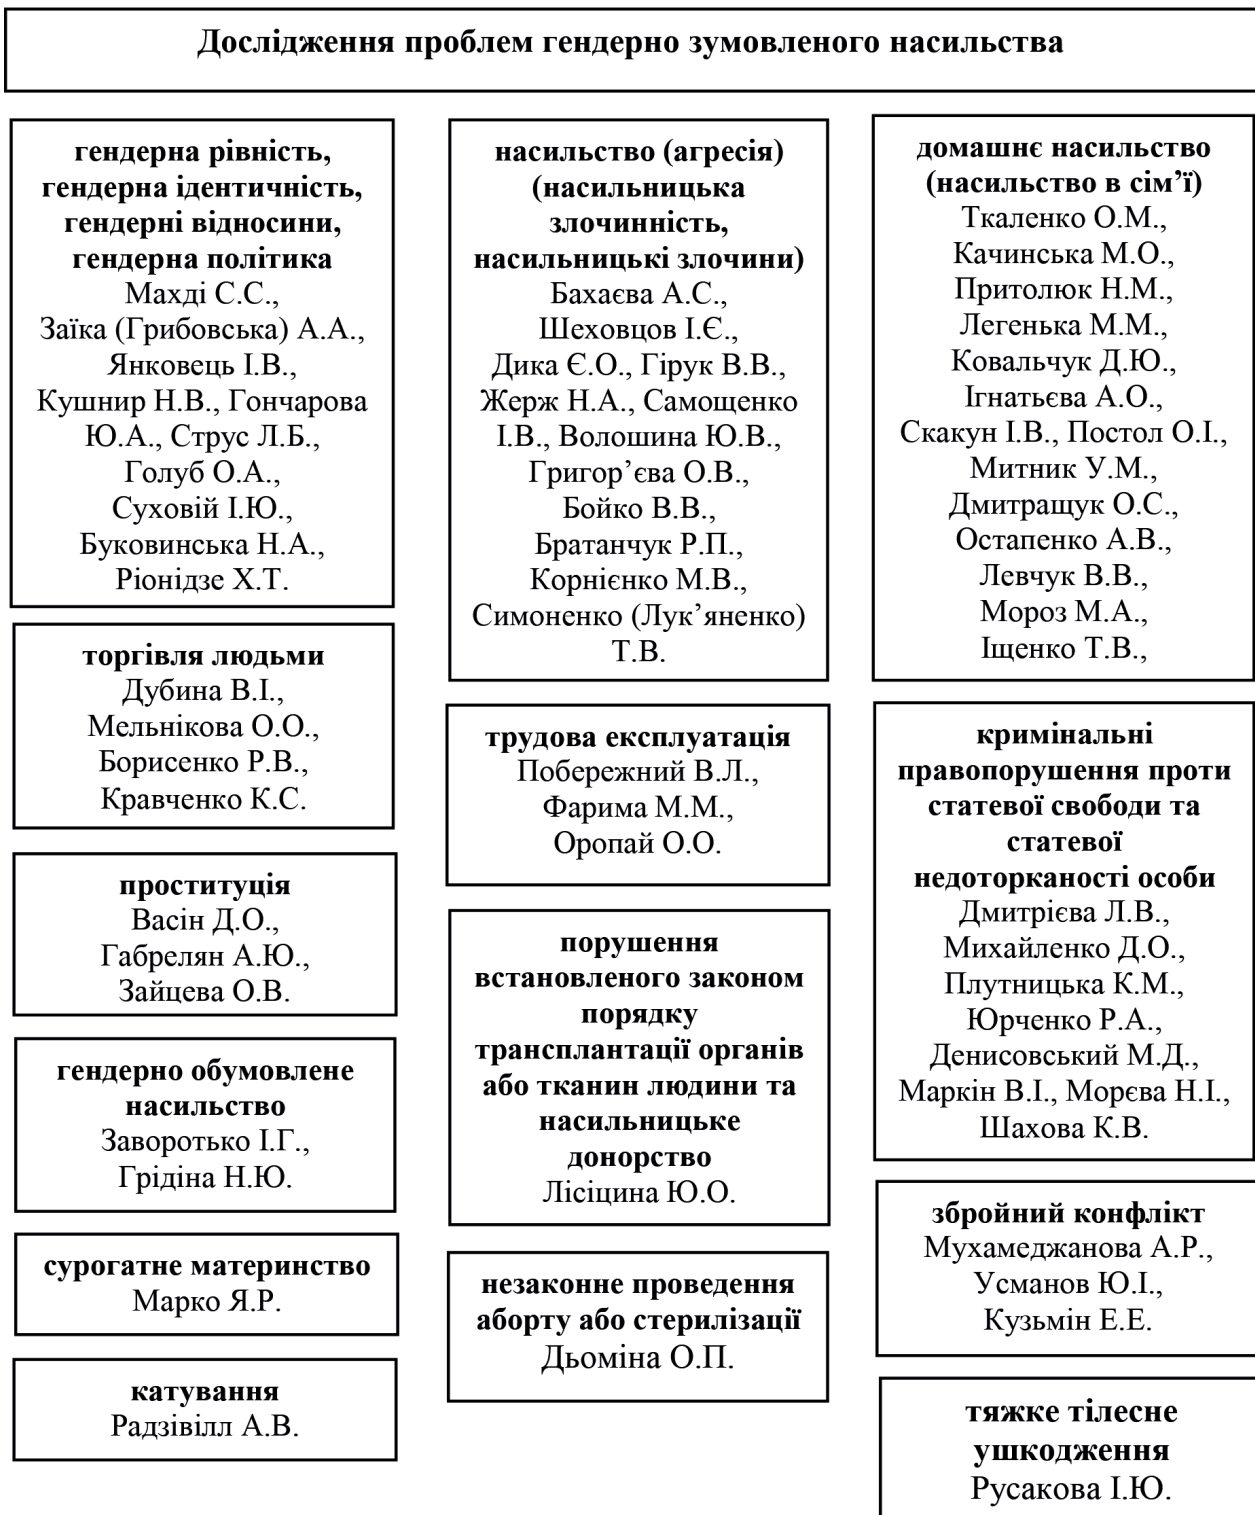 Дослідження проблем гендерно зумовленого насильства
гендерна рівність,
гендерна ідентичність,
гендерні відносини,
гендерна політика
Махді С.С.,
Заїка (Грибовська) А.А.,
Янковець І.В.,
Кушнир Н.В., Гончарова
Ю.А., Струс Л.Б.,
Голуб О.А.,
Суховій І.Ю.,
Буковинська Н.А.,
Ріонідзе Х.Т.
торгівля людьми
Дубина В.І.,
Мельнікова О.О.,
Борисенко Р.В.,
Кравченко К.С.
проституція
Васін Д.О.,
Габрелян А.Ю.,
Зайцева О.В.
гендерно обумовлене
насильство
Заворотько І.Г.,
Грідіна Н.Ю.
сурогатне материнство
Марко Я.Р.
катування
Радзівілл А.В.
насильство (агресія)
(насильницька
злочинність,
насильницькі злочини)
Бахаєва А.С.,
Шеховцов І.Є.,
Дика Є.О., Гірук В.В.,
Жерж Н.А., Самощенко
І.В., Волошина Ю.В.,
Григор’єва О.В.,
Бойко В.В.,
Братанчук Р.П.,
Корнієнко М.В.,
Симоненко (Лук’яненко)
Т.В.
трудова експлуатація
Побережний В.Л.,
Фарима М.М.,
Оропай О.О.
порушення
встановленого законом
порядку
трансплантації органів
або тканин людини та
насильницьке
донорство
Лісіцина Ю.О.
незаконне проведення
аборту або стерилізації
Дьоміна О.П.
домашнє насильство
(насильство в сім’ї)
Ткаленко О.М.,
Качинська М.О.,
Притолюк Н.М.,
Легенька М.М.,
Ковальчук Д.Ю.,
Ігнатьєва А.О.,
Скакун І.В., Постол О.І.,
Митник У.М.,
Дмитращук О.С.,
Остапенко А.В.,
Левчук В.В.,
Мороз М.А.,
Іщенко Т.В.,
кримінальні
правопорушення проти
статевої свободи та
статевої
недоторканості особи
Дмитрієва Л.В.,
Михайленко Д.О.,
Плутницька К.М.,
Юрченко Р.А.,
Денисовський М.Д.,
Маркін В.І., Морєва Н.І.,
Шахова К.В.
збройний конфлікт
Мухамеджанова А.Р.,
Усманов Ю.І.,
Кузьмін Е.Е.
тяжке тілесне
ушкодження
Русакова І.Ю.